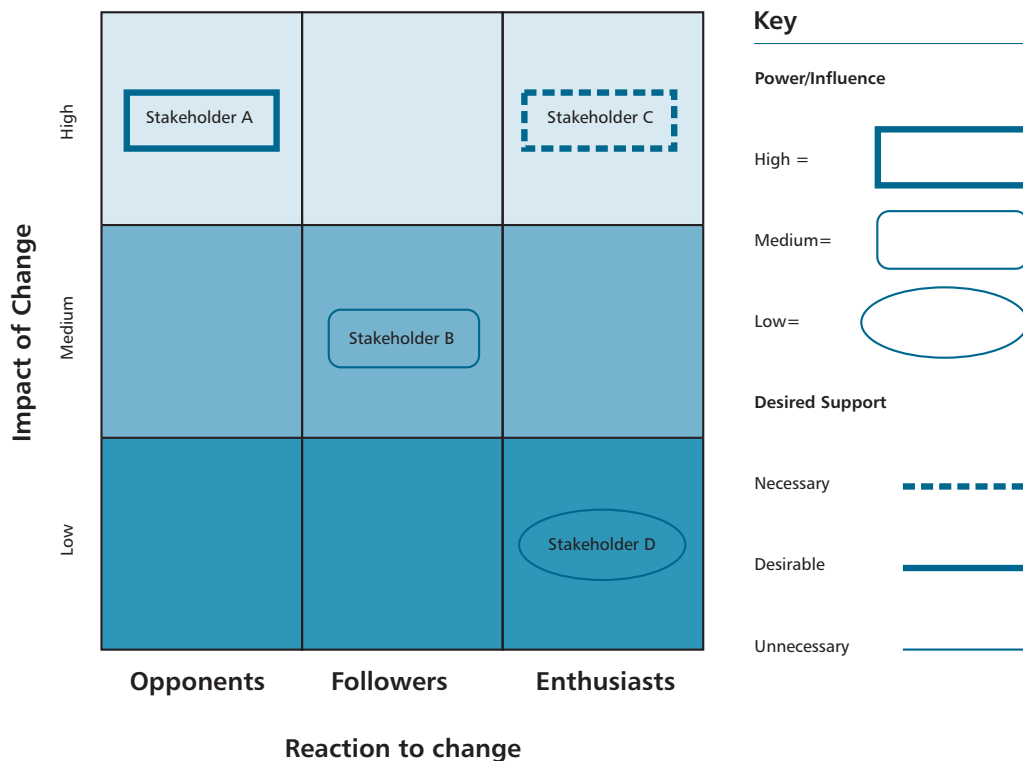 Impact of Change
High
Medium
Low
Stakeholder A
Stakeholder C
Stakeholder B
Stakeholder D
Opponents
Followers
Enthusiasts
Reaction to change
Key
Power/Influence
High =
Medium=
Low=
Desired Support
Necessary
Desirable
Unnecessary